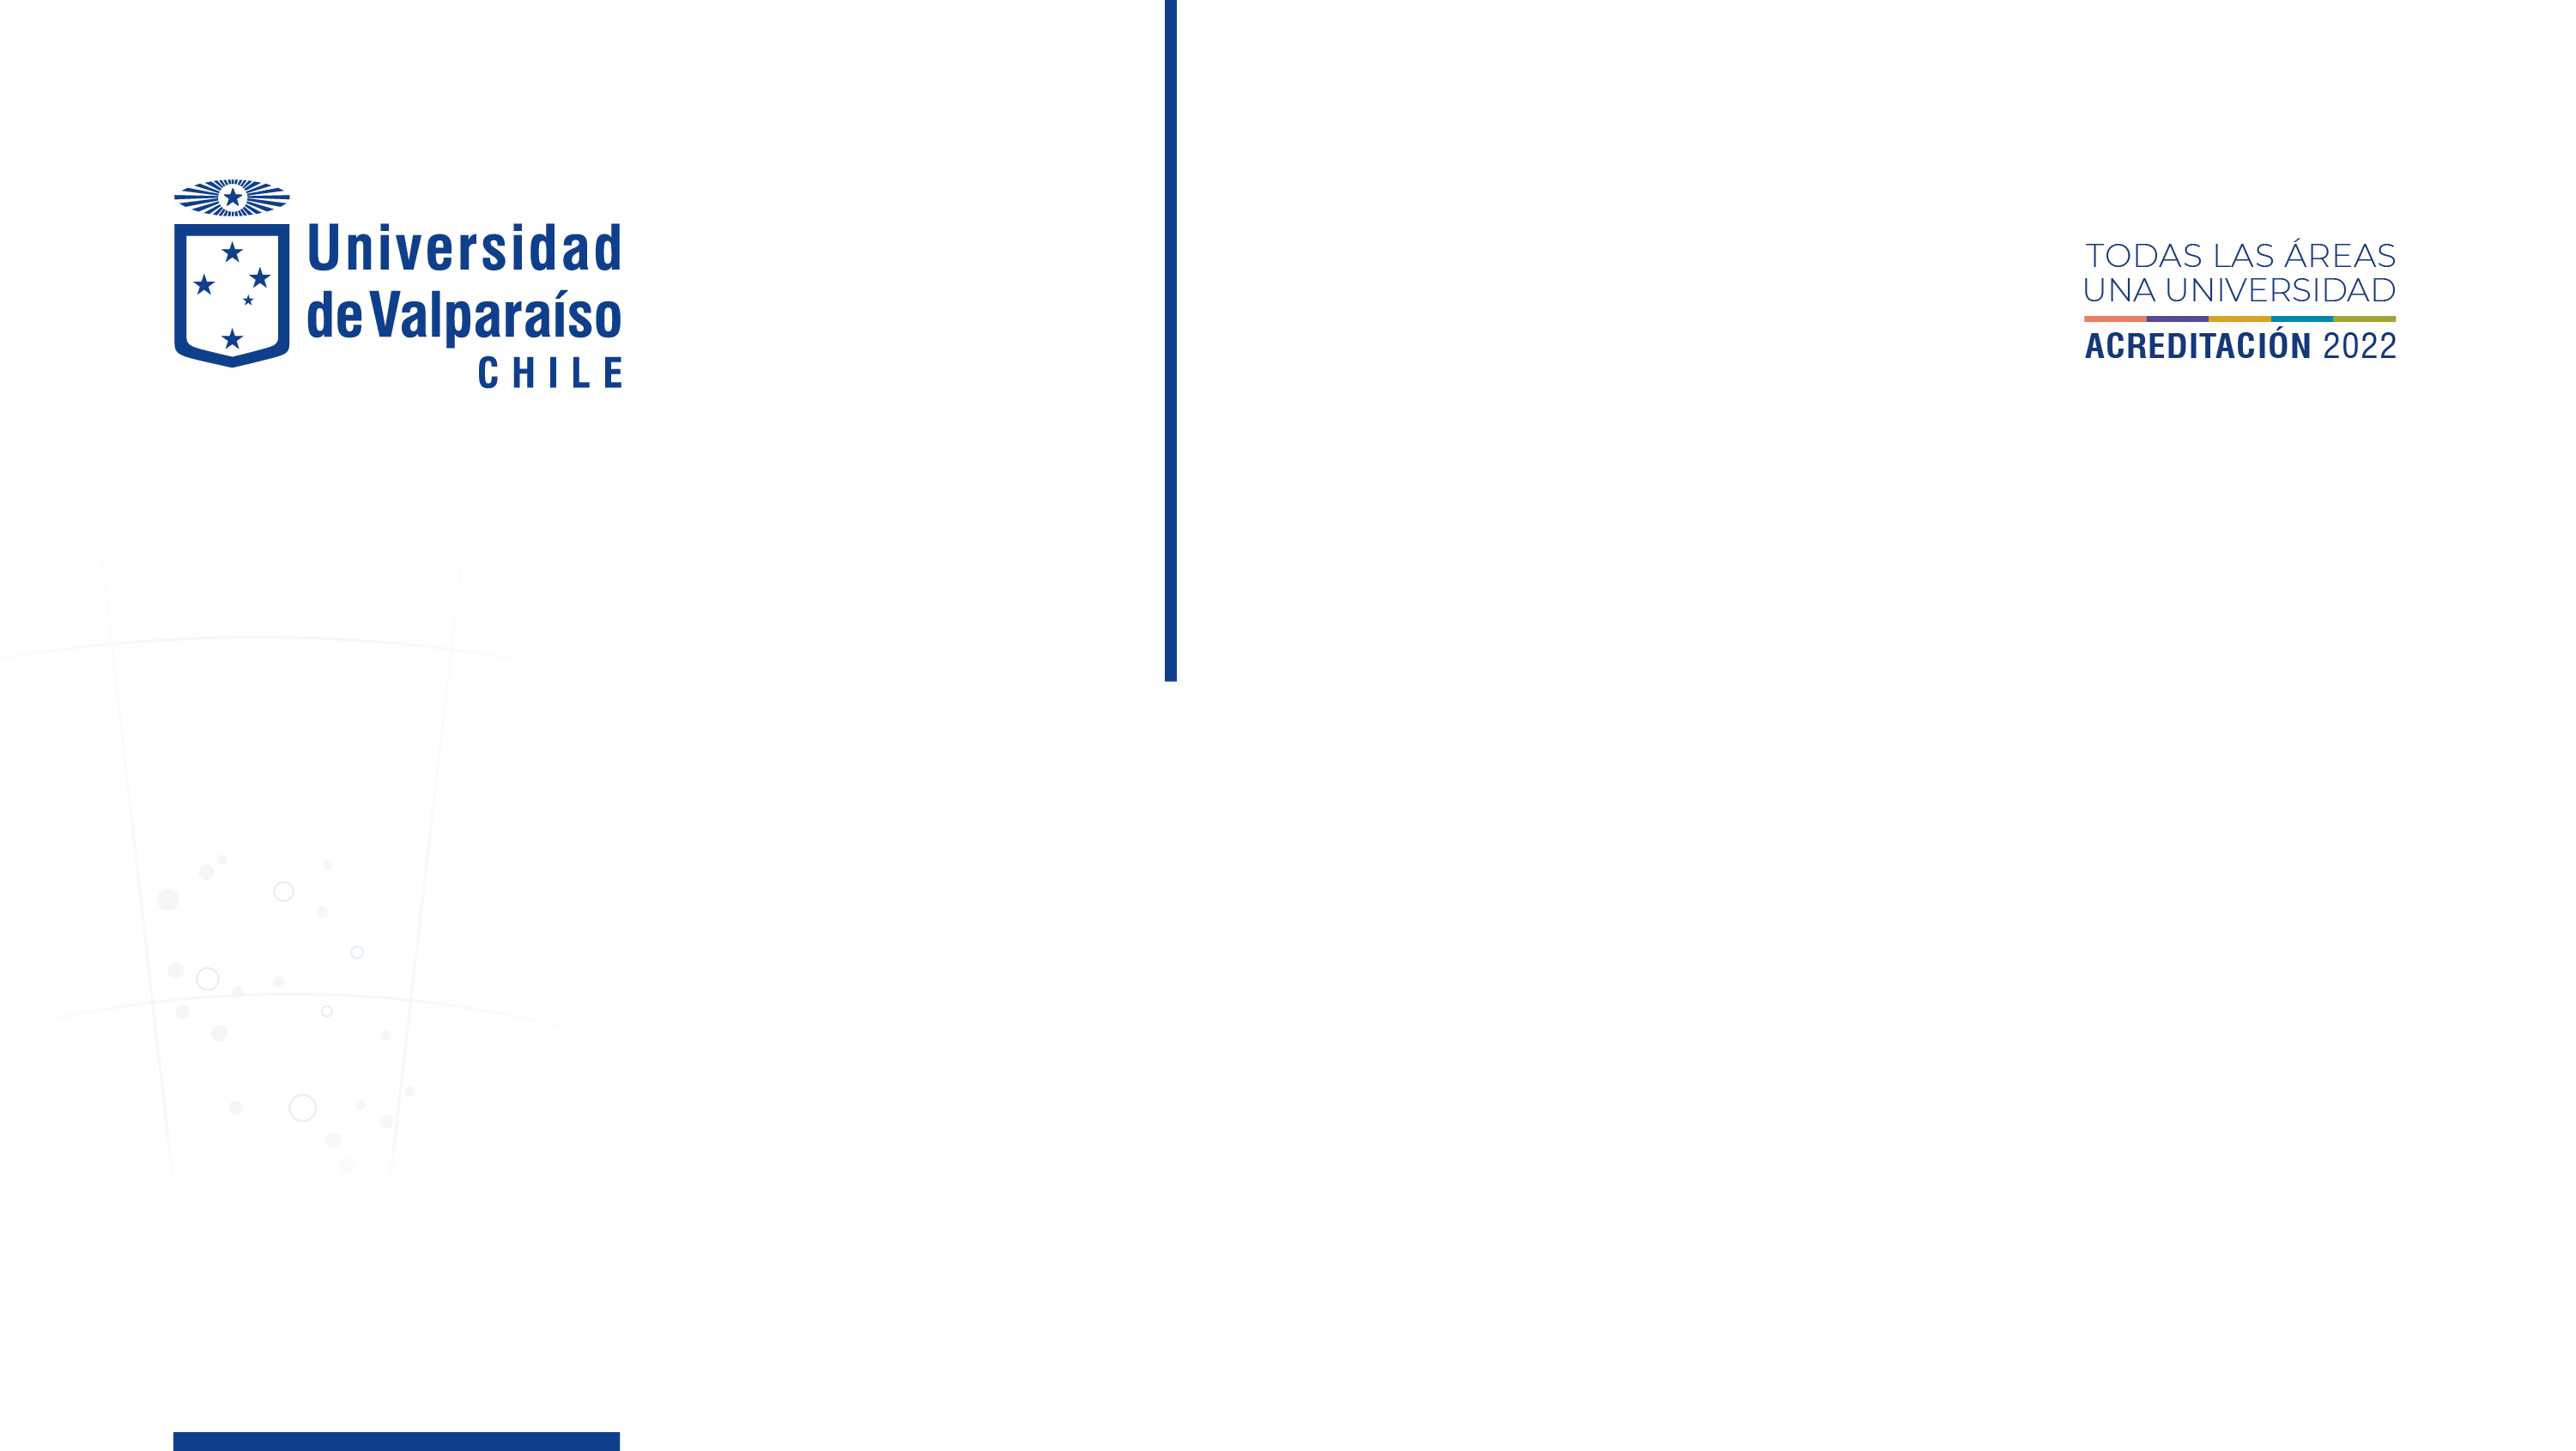 Universidad
de Valparaíso
CHILE
TODAS LAS ÁREAS
UNA UNIVERSIDAD
ACREDITACIÓN 2022